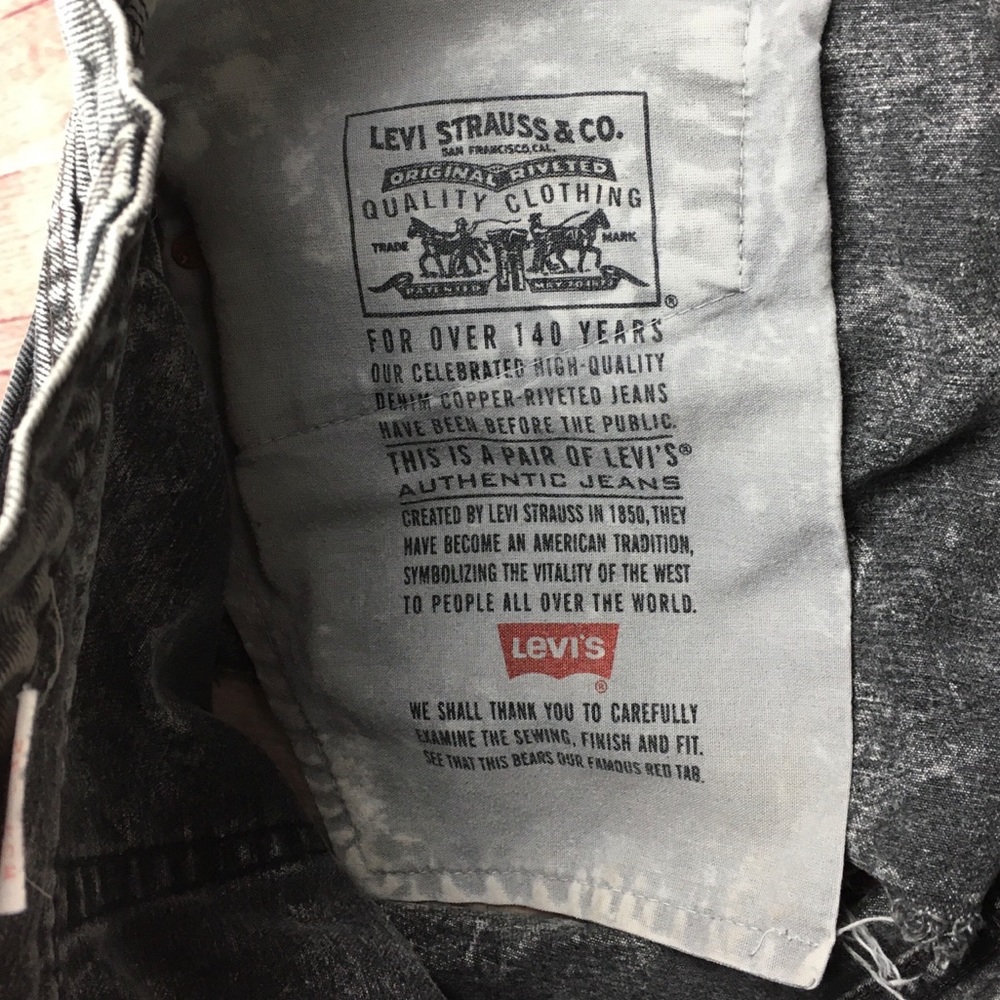 LEVI STRAUSS & CO.
SAN FRANCISCO, CAL.
ORIGINAL RIVETED
QUALITY CLOTHING
TRADE MARK
PATENTED MAY 20 1873
®
FOR OVER 140 YEARS
OUR CELEBRATED HIGH-QUALITY
DENIM COPPER-RIVETED JEANS
HAVE BEEN BEFORE THE PUBLIC.
THIS IS A PAIR OF LEVI'S®
AUTHENTIC JEANS
CREATED BY LEVI STRAUSS IN 1850, THEY
HAVE BECOME AN AMERICAN TRADITION,
SYMBOLIZING THE VITALITY OF THE WEST
TO PEOPLE ALL OVER THE WORLD.
LEVI'S
®
WE SHALL THANK YOU TO CAREFULLY
EXAMINE THE SEWING, FINISH AND FIT.
SEE THAT THIS BEARS OUR FAMOUS RED TAB.